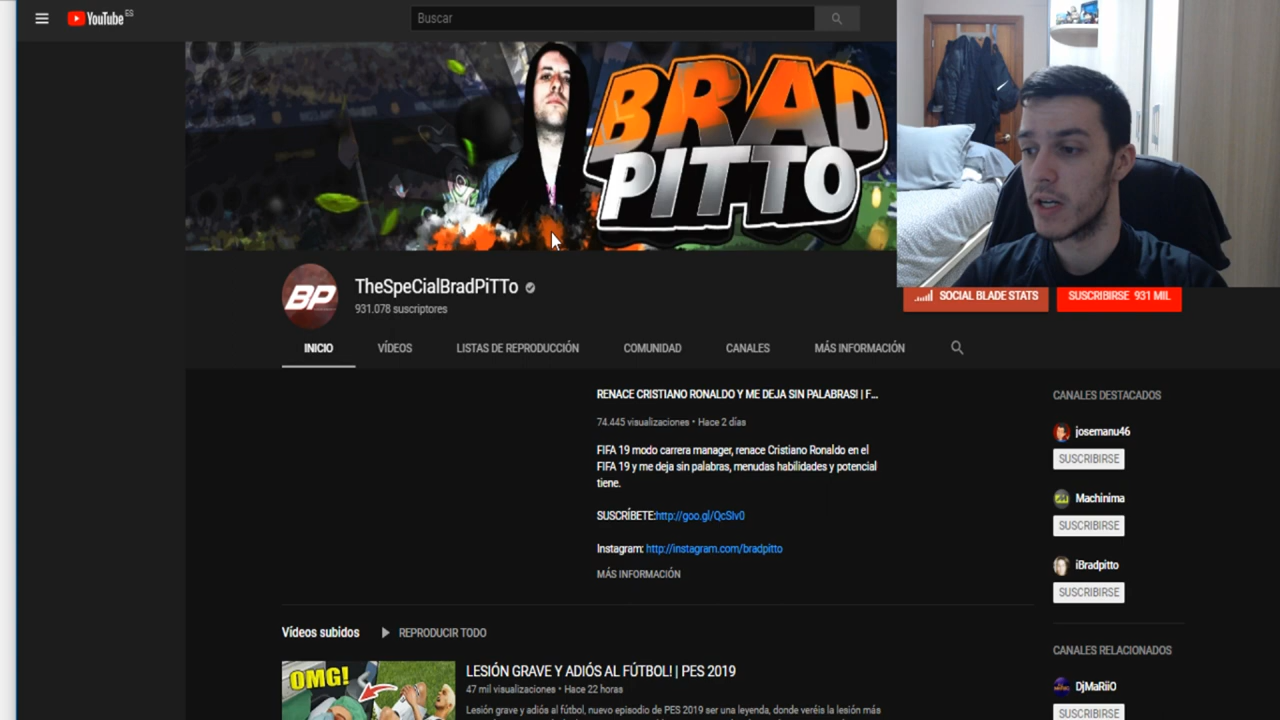 YouTube ES
Buscar
BRAD
PITTO
BP
TheSpeCialBradPiTTo
931.078 suscriptores
SOCIAL BLADE STATS
SUSCRIBIRSE 931 MIL
INICIO
VÍDEOS
LISTAS DE REPRODUCCIÓN
COMUNIDAD
CANALES
MÁS INFORMACIÓN
RENACE CRISTIANO RONALDO Y ME DEJA SIN PALABRAS! | F...
74.445 visualizaciones • Hace 2 días
FIFA 19 modo carrera manager, renace Cristiano Ronaldo en el
FIFA 19 y me deja sin palabras, menudas habilidades y potencial
tiene.
SUSCRÍBETE:http://goo.gl/QcSIv0
Instagram: http://instagram.com/bradpitto
MÁS INFORMACIÓN
CANALES DESTACADOS
josemanu46
SUSCRIBIRSE
Machinima
SUSCRIBIRSE
iBradpitto
SUSCRIBIRSE
CANALES RELACIONADOS
DjMaRiiO
SUSCRIBIRSE
Vídeos subidos
REPRODUCIR TODO
OMG!
LESIÓN GRAVE Y ADIÓS AL FÚTBOL! | PES 2019
47 mil visualizaciones • Hace 22 horas
Lesión grave y adiós al fútbol, nuevo episodio de PES 2019 ser una leyenda, donde veréis la lesión más